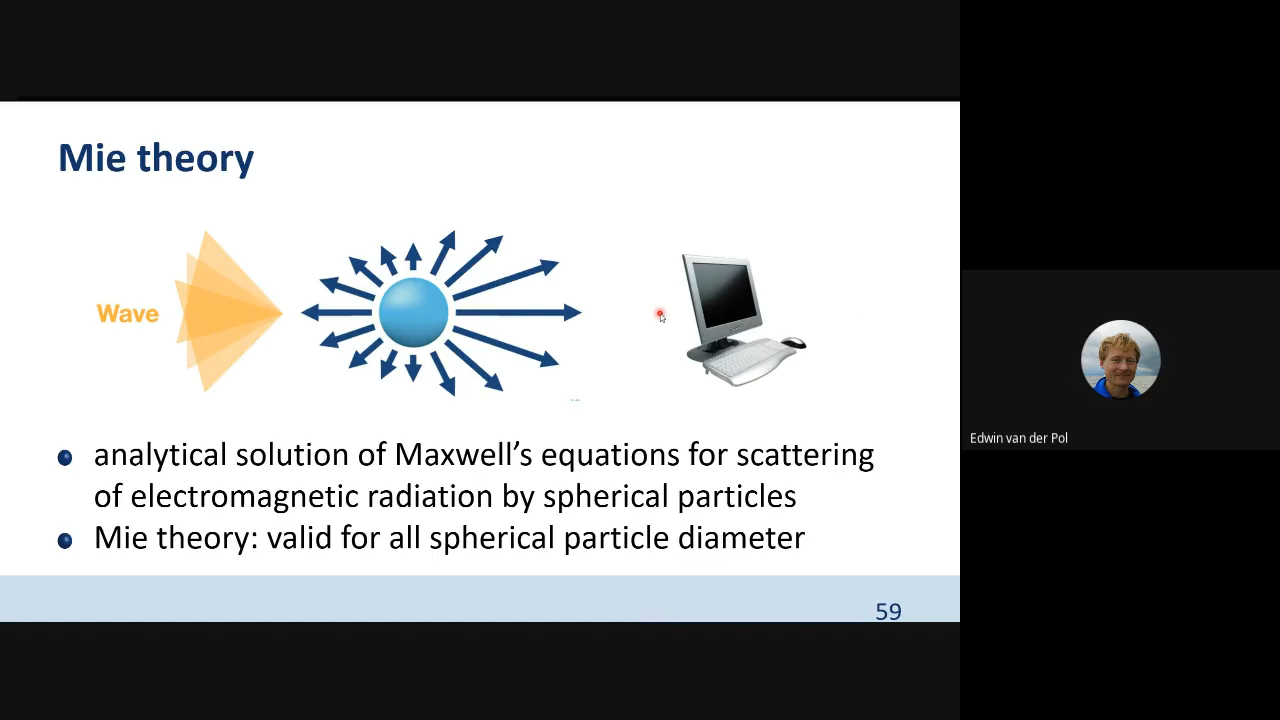 Mie theory
Wave
analytical solution of Maxwell’s equations for scattering
of electromagnetic radiation by spherical particles
Mie theory: valid for all spherical particle diameter
59
Edwin van der Pol